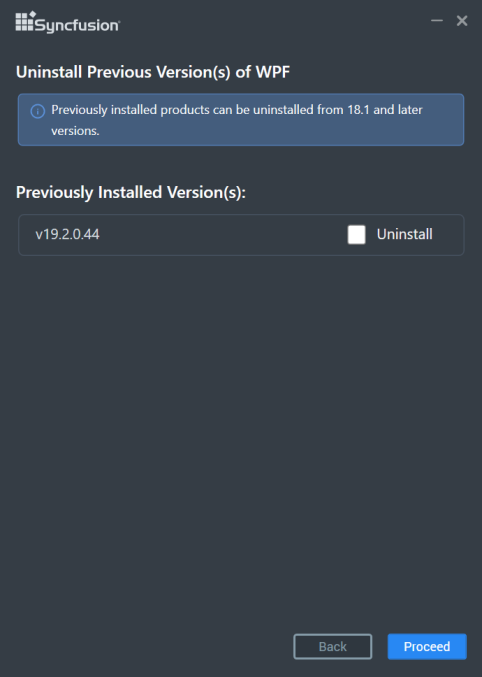 Syncfusion
Uninstall Previous Version(s) of WPF
Previously installed products can be uninstalled from 18.1 and later
versions.
Previously Installed Version(s):
v19.2.0.44 Uninstall
Back Proceed